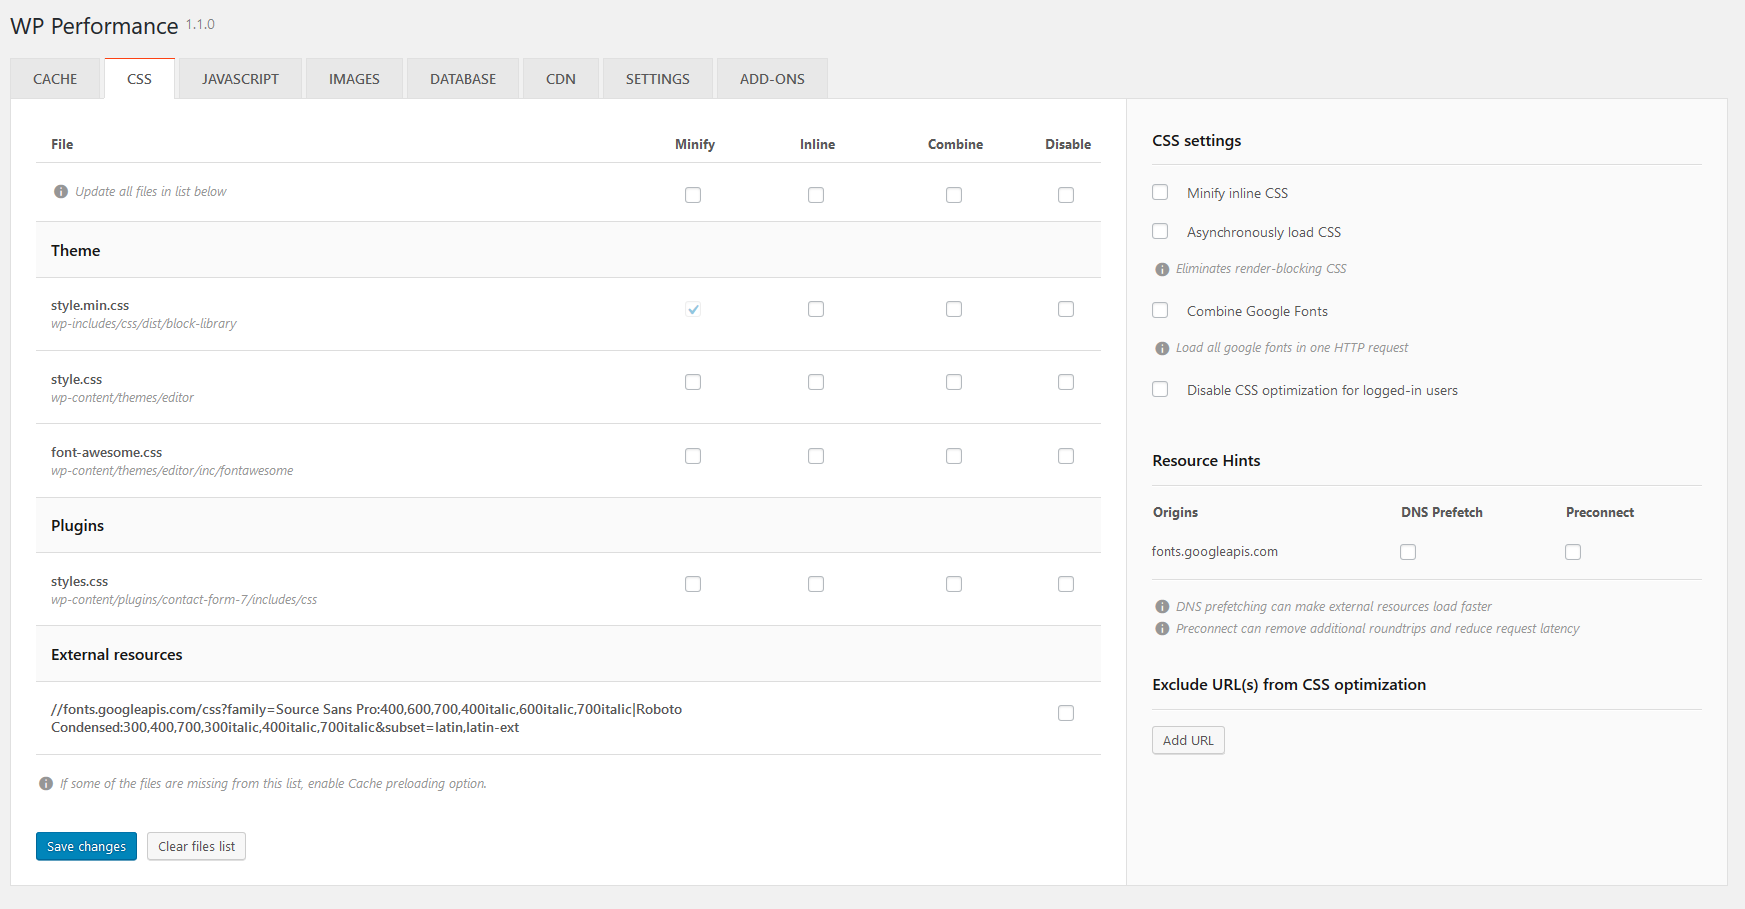 WP Performance 1.1.0
CACHE CSS JAVASCRIPT IMAGES DATABASE CDN SETTINGS ADD-ONS
File Minify Inline Combine Disable
Update all files in list below
Theme
style.min.css
wp-includes/css/dist/block-library
style.css
wp-content/themes/editor
font-awesome.css
wp-content/themes/editor/inc/fontawesome
Plugins
styles.css
wp-content/plugins/contact-form-7/includes/css
External resources
//fonts.googleapis.com/css?family=Source Sans Pro:400,600,700,400italic,600italic,700italic|Roboto
Condensed:300,400,700,300italic,400italic,700italic&subset=latin,latin-ext
If some of the files are missing from this list, enable Cache preloading option.
Save changes Clear files list
CSS settings
Minify inline CSS
Asynchronously load CSS
Eliminates render-blocking CSS
Combine Google Fonts
Load all google fonts in one HTTP request
Disable CSS optimization for logged-in users
Resource Hints
Origins DNS Prefetch Preconnect
fonts.googleapis.com
DNS prefetching can make external resources load faster
Preconnect can remove additional roundtrips and reduce request latency
Exclude URL(s) from CSS optimization
Add URL